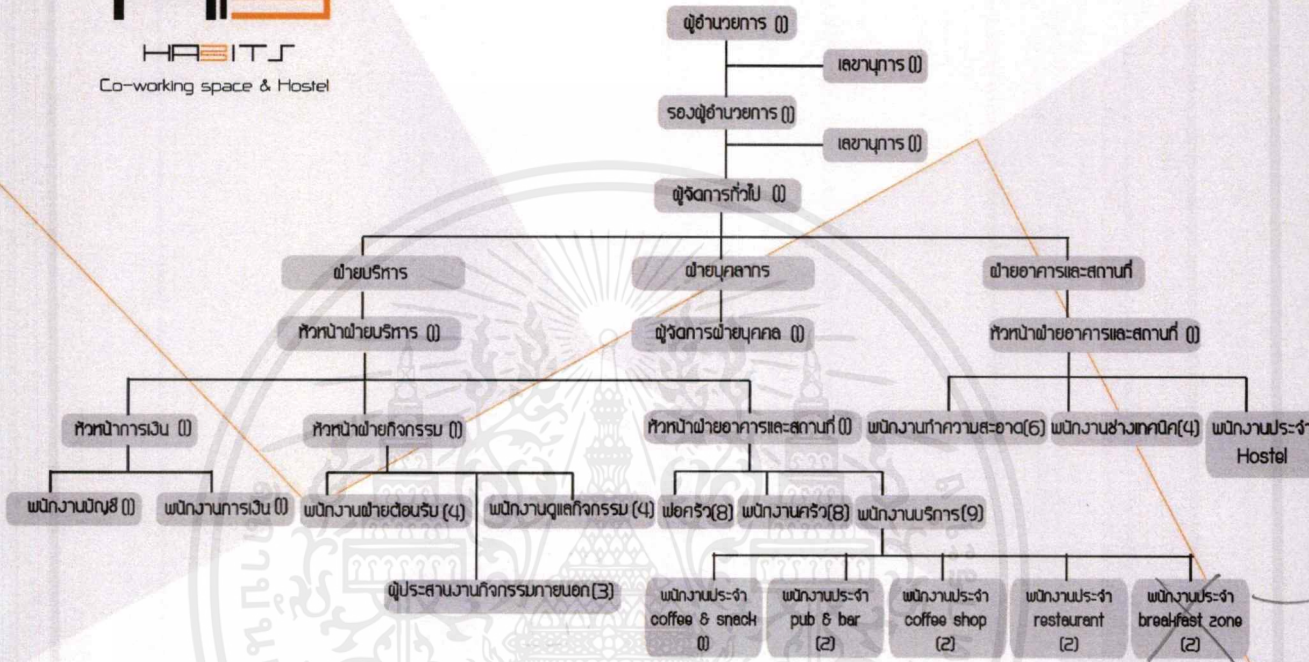 HABITS
Co-working space & Hostel
ผู้อำนวยการ (1)
เลขานุการ (1)
รองผู้อำนวยการ (1)
เลขานุการ (1)
ผู้จัดการทั่วไป (1)
ฝ่ายบริหาร
ฝ่ายบุคลากร
ฝ่ายอาคารและสถานที่
หัวหน้าฝ่ายบริหาร (1)
ผู้จัดการฝ่ายบุคคล (1)
หัวหน้าฝ่ายอาคารและสถานที่ (1)
หัวหน้าการเงิน (1)
หัวหน้าฝ่ายกิจกรรม (1)
หัวหน้าฝ่ายอาคารและสถานที่ (1)
พนักงานทำความสะอาด(6)
พนักงานช่างเทคนิค(4)
พนักงานประจำ
Hostel
พนักงานบัญชี (1)
พนักงานการเงิน (1)
พนักงานฝ่ายต้อนรับ (4)
พนักงานดูแลกิจกรรม (4)
พ่อครัว(8)
พนักงานครัว(8)
พนักงานบริการ(9)
ผู้ประสานงานกิจกรรมภายนอก(3)
พนักงานประจำ
coffee & snack
(1)
พนักงานประจำ
pub & bar
(2)
พนักงานประจำ
coffee shop
(2)
พนักงานประจำ
restaurant
(2)
พนักงานประจำ
breakfast zone
(2)